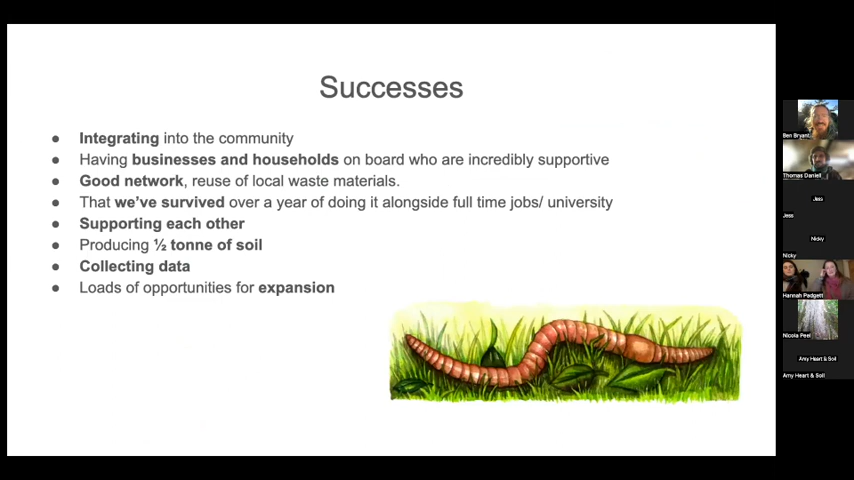 Successes
● Integrating into the community
● Having businesses and households on board who are incredibly supportive
● Good network, reuse of local waste materials.
● That we've survived over a year of doing it alongside full time jobs/ university
● Supporting each other
● Producing ½ tonne of soil
● Collecting data
● Loads of opportunities for expansion
Ben Bryant
Thomas Daniell
Jess
Jess
Nicky
Nicky
Hannah Padgett
Nicola Peel
Amy Heart & Soil
Amy Heart & Soil